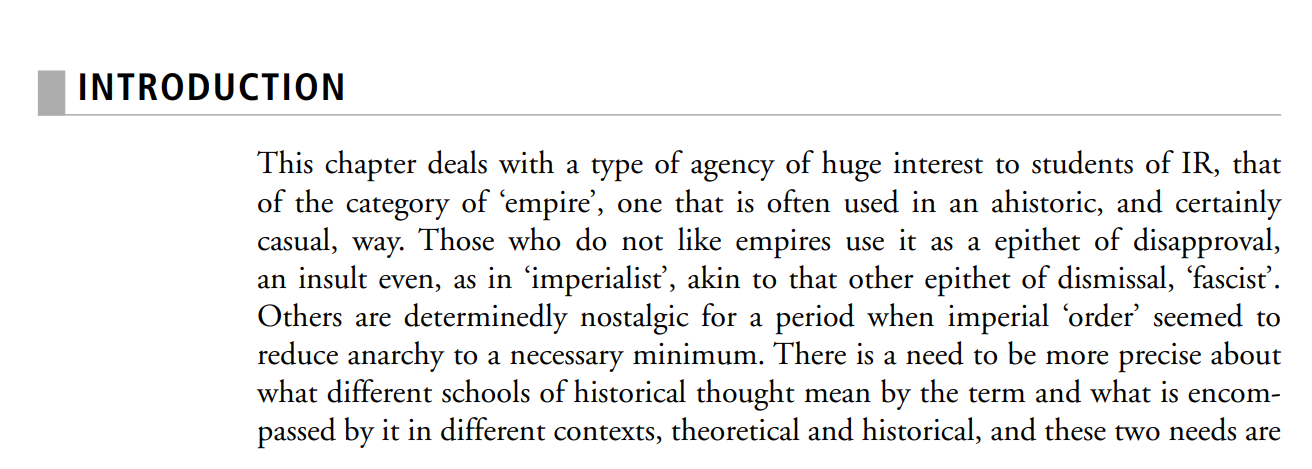 INTRODUCTION
This chapter deals with a type of agency of huge interest to students of IR, that
of the category of ‘empire’, one that is often used in an ahistoric, and certainly
casual, way. Those who do not like empires use it as a epithet of disapproval,
an insult even, as in ‘imperialist’, akin to that other epithet of dismissal, ‘fascist’.
Others are determinedly nostalgic for a period when imperial ‘order’ seemed to
reduce anarchy to a necessary minimum. There is a need to be more precise about
what different schools of historical thought mean by the term and what is encom-
passed by it in different contexts, theoretical and historical, and these two needs are